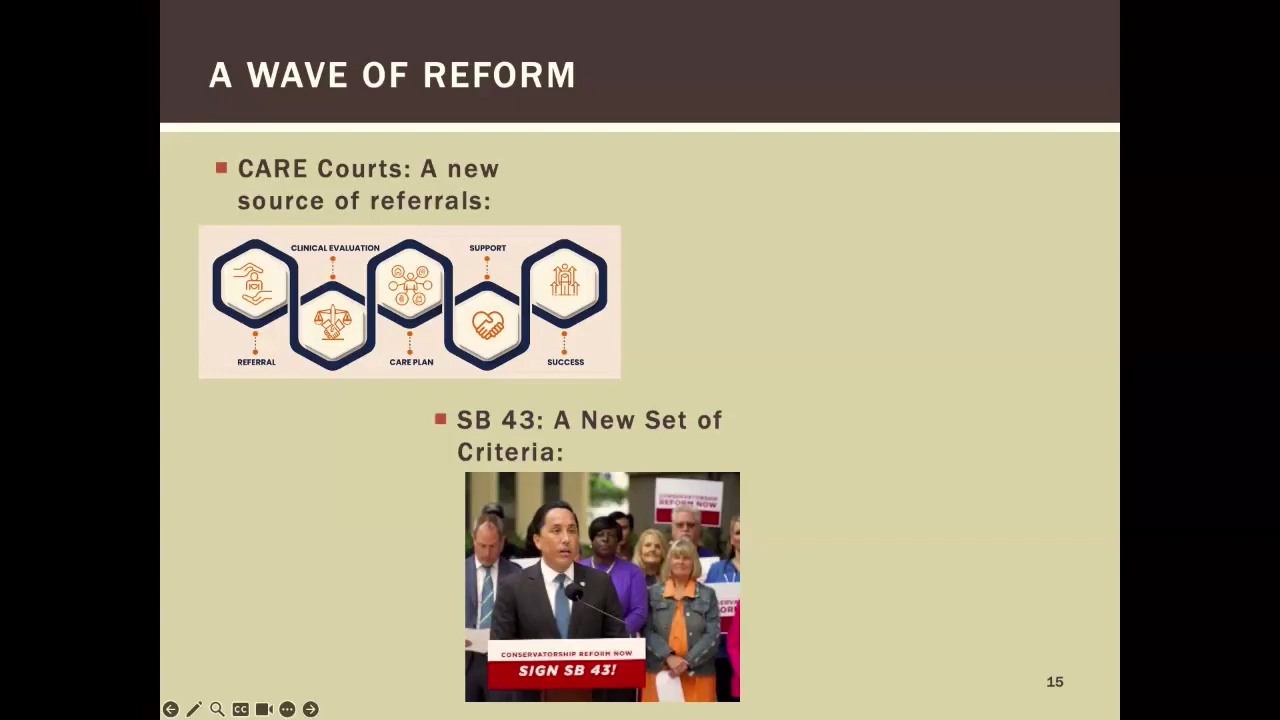 A WAVE OF REFORM
CARE Courts: A new
source of referrals:
CLINICAL EVALUATION
SUPPORT
REFERRAL
CARE PLAN
SUCCESS
SB 43: A New Set of
Criteria:
CONSERVATORSHIP
REFORM NOW
CONSERVATORSHIP REFORM NOW
SIGN SB 43!
15
CC